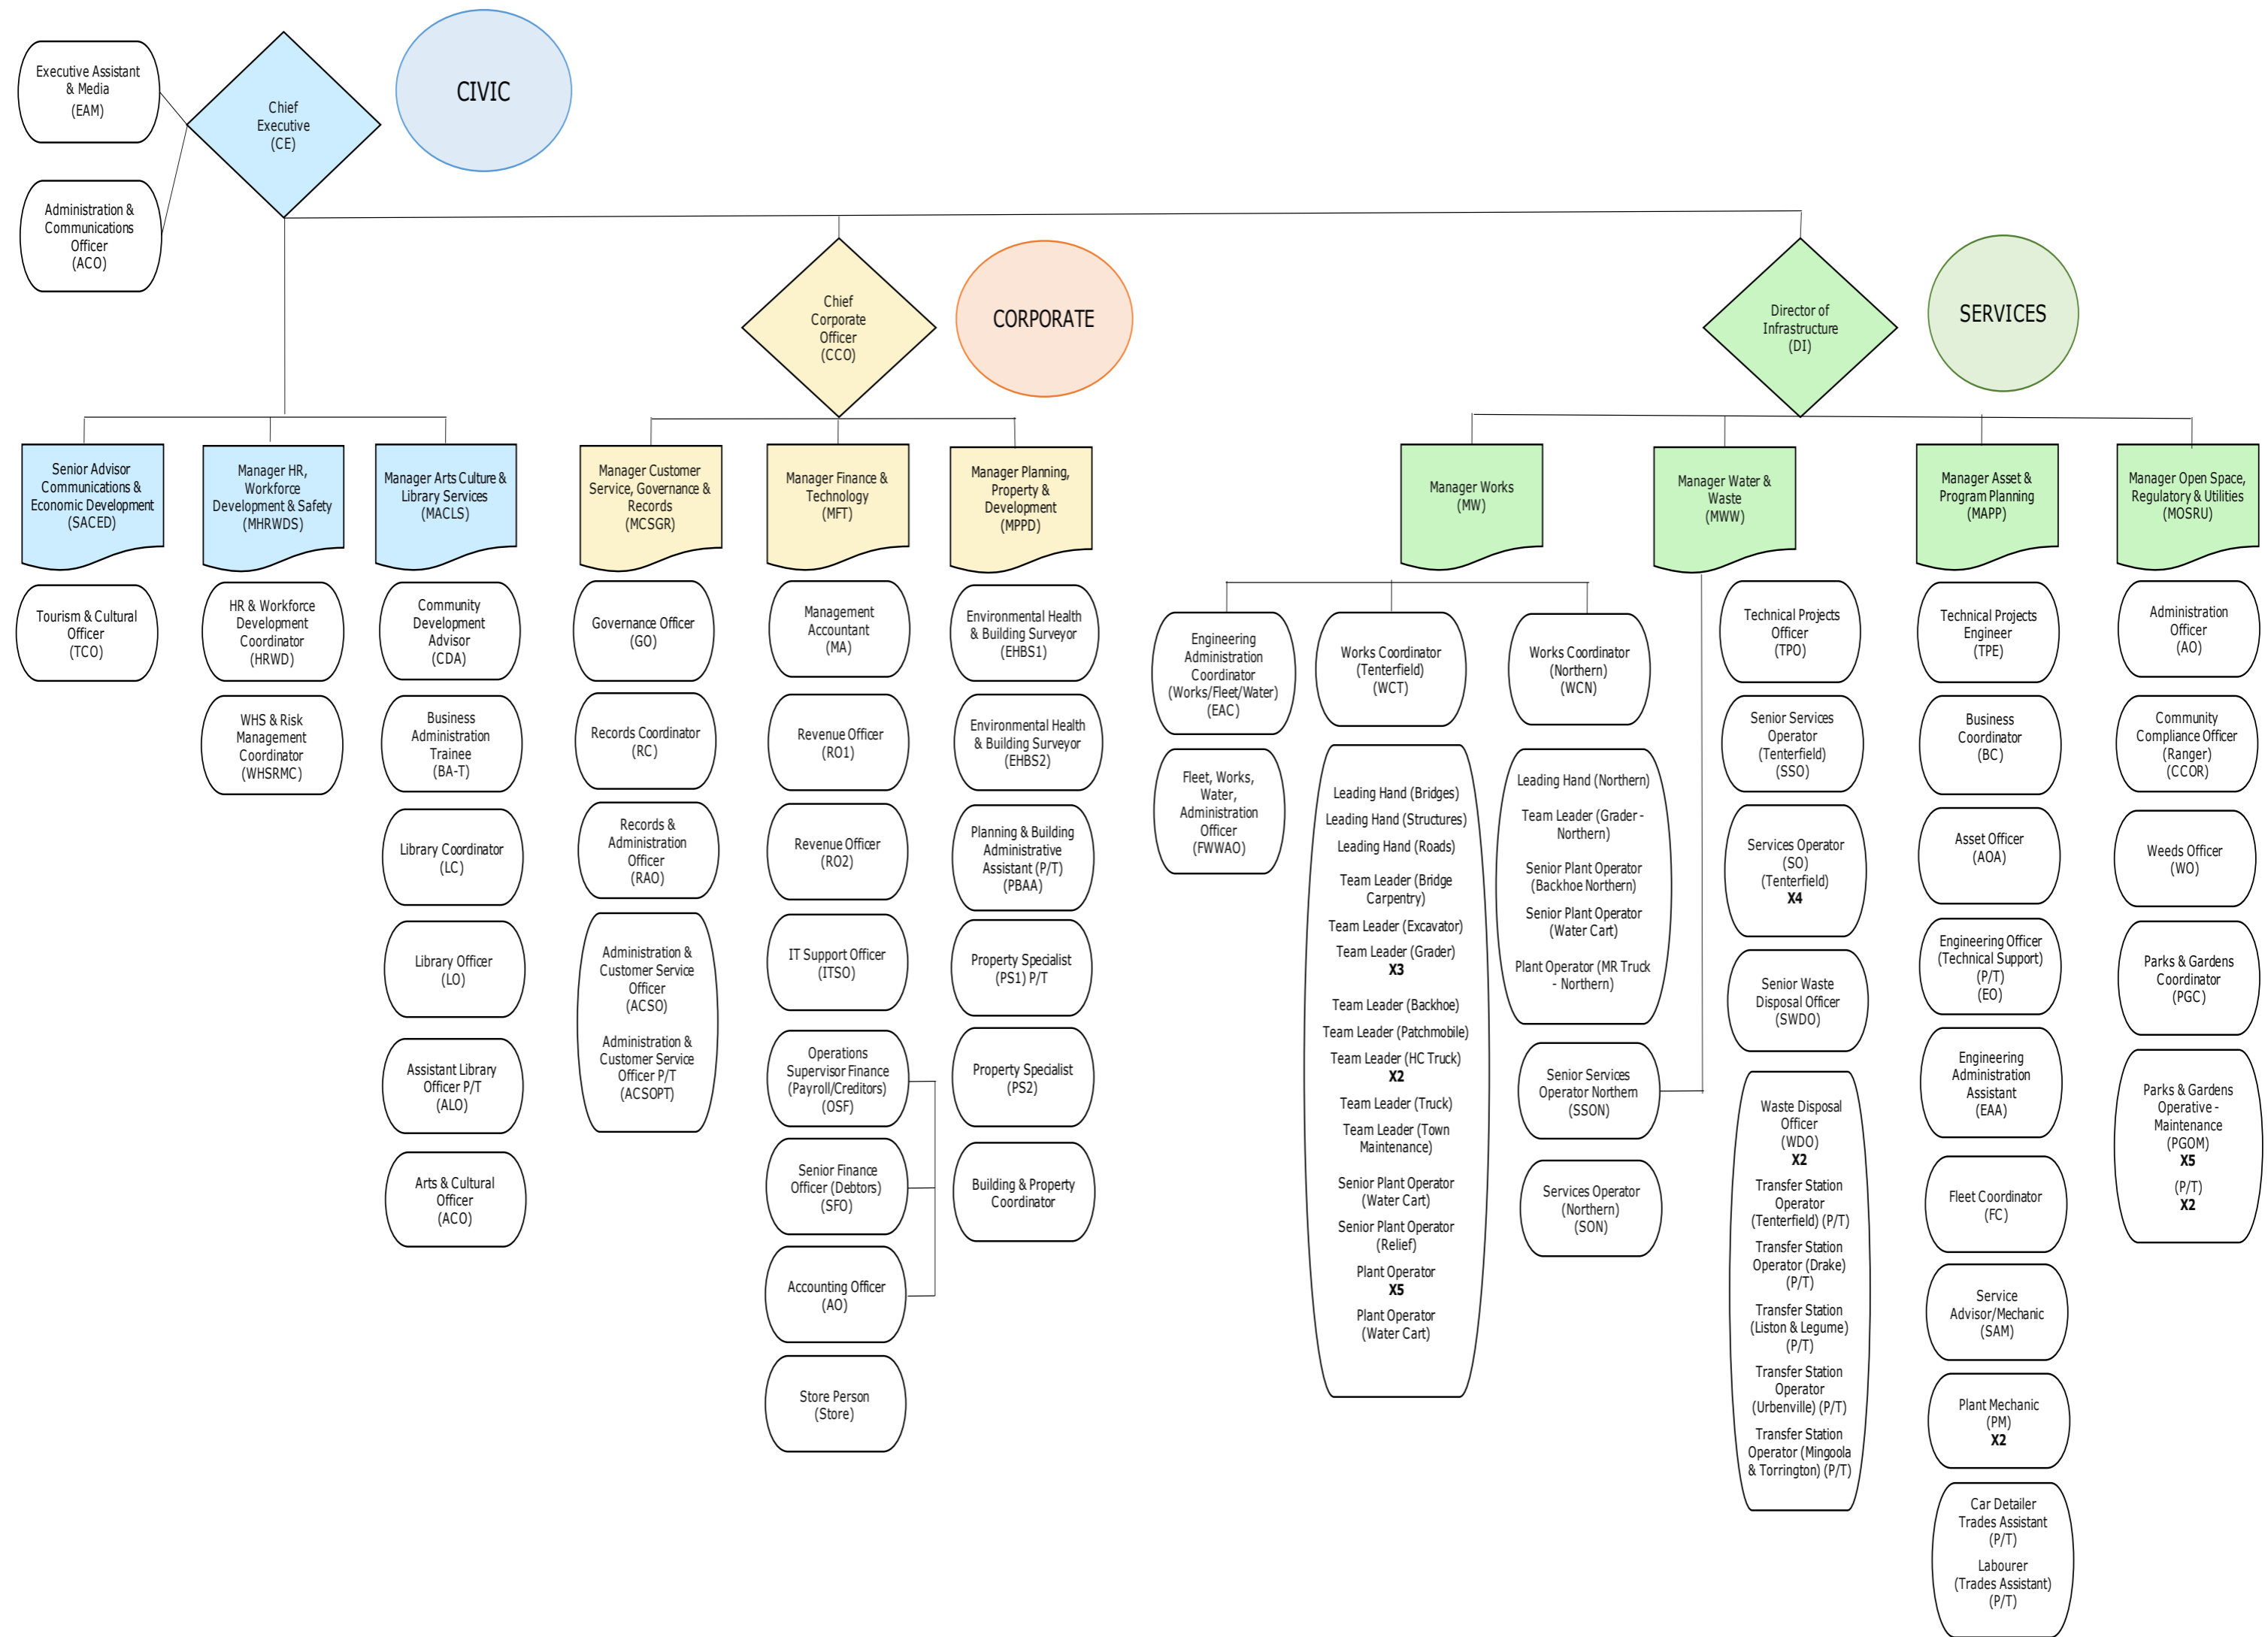 Executive Assistant
& Media
(EAM)
Chief
Executive
(CE)
CIVIC
Administration &
Communications
Officer
(ACO)
Chief
Corporate
Officer
(CCO)
CORPORATE
Director of
Infrastructure
(DI)
SERVICES
Senior Advisor
Communications &
Economic Development
(SACED)
Manager HR,
Workforce
Development & Safety
(MHRWDS)
Manager Arts Culture &
Library Services
(MACLS)
Manager Customer
Service, Governance &
Records
(MCSGR)
Manager Finance &
Technology
(MFT)
Manager Planning,
Property &
Development
(MPPD)
Manager Works
(MW)
Manager Water &
Waste
(MWW)
Manager Asset &
Program Planning
(MAPP)
Manager Open Space,
Regulatory & Utilities
(MOSRU)
Tourism & Cultural
Officer
(TCO)
HR & Workforce
Development
Coordinator
(HRWD)
WHS & Risk
Management
Coordinator
(WHSRMC)
Community
Development
Advisor
(CDA)
Business
Administration
Trainee
(BA-T)
Library Coordinator
(LC)
Library Officer
(LO)
Assistant Library
Officer P/T
(ALO)
Arts & Cultural
Officer
(ACO)
Governance Officer
(GO)
Records Coordinator
(RC)
Records &
Administration
Officer
(RAO)
Administration &
Customer Service
Officer
(ACSO)
Administration &
Customer Service
Officer P/T
(ACSOPT)
Management
Accountant
(MA)
Revenue Officer
(RO1)
Revenue Officer
(RO2)
IT Support Officer
(ITSO)
Operations
Supervisor Finance
(Payroll/Creditors)
(OSF)
Senior Finance
Officer (Debtors)
(SFO)
Accounting Officer
(AO)
Store Person
(Store)
Environmental Health
& Building Surveyor
(EHBS1)
Environmental Health
& Building Surveyor
(EHBS2)
Planning & Building
Administrative
Assistant (P/T)
(PBAA)
Property Specialist
(PS1) P/T
Property Specialist
(PS2)
Building & Property
Coordinator
Engineering
Administration
Coordinator
(Works/Fleet/Water)
(EAC)
Fleet, Works,
Water,
Administration
Officer
(FWWAO)
Works Coordinator
(Tenterfield)
(WCT)
Leading Hand (Bridges)
Leading Hand (Structures)
Leading Hand (Roads)
Team Leader (Bridge
Carpentry)
Team Leader (Excavator)
Team Leader (Grader)
X3
Team Leader (Backhoe)
Team Leader (Patchmobile)
Team Leader (HC Truck)
X2
Team Leader (Truck)
Team Leader (Town
Maintenance)
Senior Plant Operator
(Water Cart)
Senior Plant Operator
(Relief)
Plant Operator
X5
Plant Operator
(Water Cart)
Works Coordinator
(Northern)
(WCN)
Leading Hand (Northern)
Team Leader (Grader -
Northern)
Senior Plant Operator
(Backhoe Northern)
Senior Plant Operator
(Water Cart)
Plant Operator (MR Truck
- Northern)
Senior Services
Operator Northern
(SSON)
Services Operator
(Northern)
(SON)
Technical Projects
Officer
(TPO)
Senior Services
Operator
(Tenterfield)
(SSO)
Services Operator
(SO)
(Tenterfield)
X4
Senior Waste
Disposal Officer
(SWDO)
Waste Disposal
Officer
(WDO)
X2
Transfer Station
Operator
(Tenterfield) (P/T)
Transfer Station
Operator (Drake)
(P/T)
Transfer Station
(Liston & Legume)
(P/T)
Transfer Station
Operator
(Urbenville) (P/T)
Transfer Station
Operator (Mingoola
& Torrington) (P/T)
Technical Projects
Engineer
(TPE)
Business
Coordinator
(BC)
Asset Officer
(AOA)
Engineering Officer
(Technical Support)
(P/T)
(EO)
Engineering
Administration
Assistant
(EAA)
Fleet Coordinator
(FC)
Service
Advisor/Mechanic
(SAM)
Plant Mechanic
(PM)
X2
Car Detailer
Trades Assistant
(P/T)
Labourer
(Trades Assistant)
(P/T)
Administration
Officer
(AO)
Community
Compliance Officer
(Ranger)
(CCOR)
Weeds Officer
(WO)
Parks & Gardens
Coordinator
(PGC)
Parks & Gardens
Operative -
Maintenance
(PGOM)
X5
(P/T)
X2